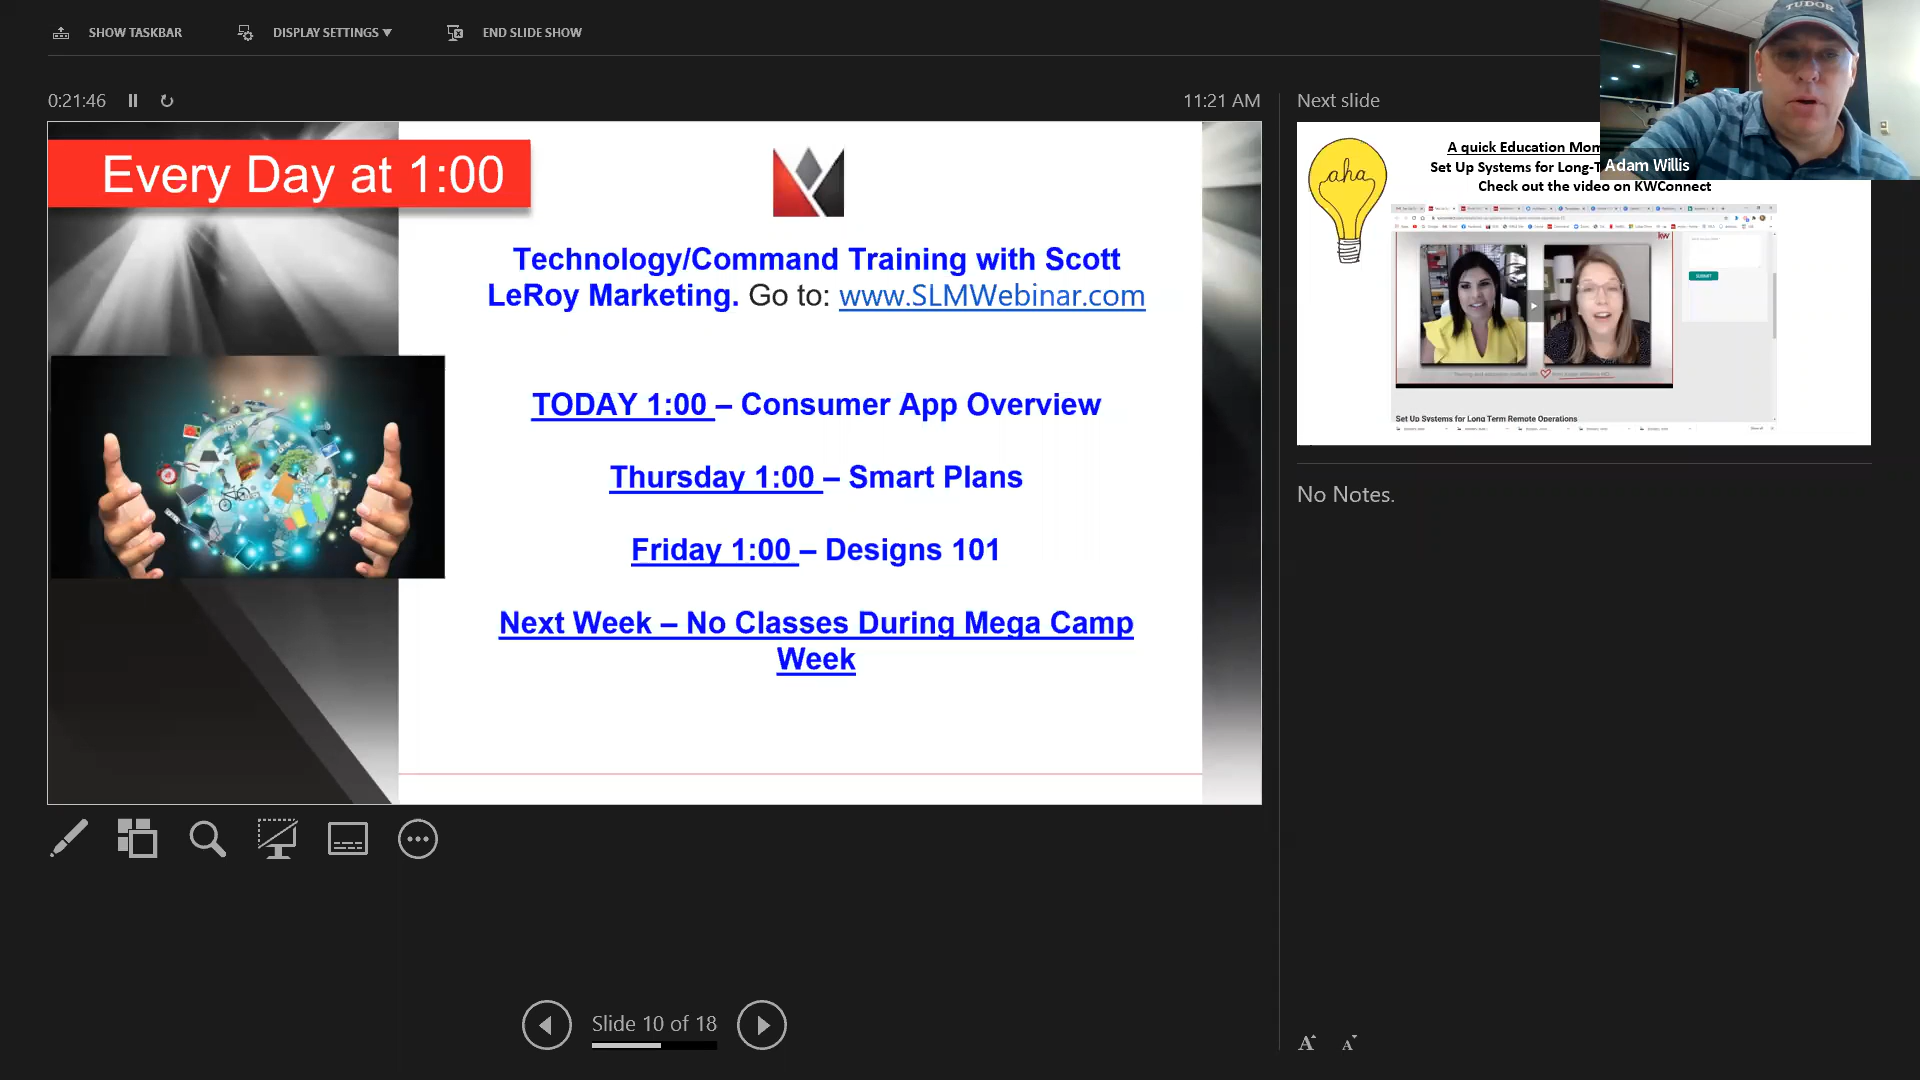 SHOW TASKBAR
DISPLAY SETTINGS ▼
END SLIDE SHOW
TUDOR
Adam Willis
0:21:46
11:21 AM
Next slide
Every Day at 1:00
Technology/Command Training with Scott
LeRoy Marketing. Go to: www.SLMWebinar.com
TODAY 1:00 – Consumer App Overview
Thursday 1:00 – Smart Plans
Friday 1:00 – Designs 101
Next Week – No Classes During Mega Camp
Week
aha
A quick Education Mom
Set Up Systems for Long-T
Check out the video on KWConnect
kw
SUBMIT
Set Up Systems for Long Term Remote Operations
No Notes.
Slide 10 of 18
A A